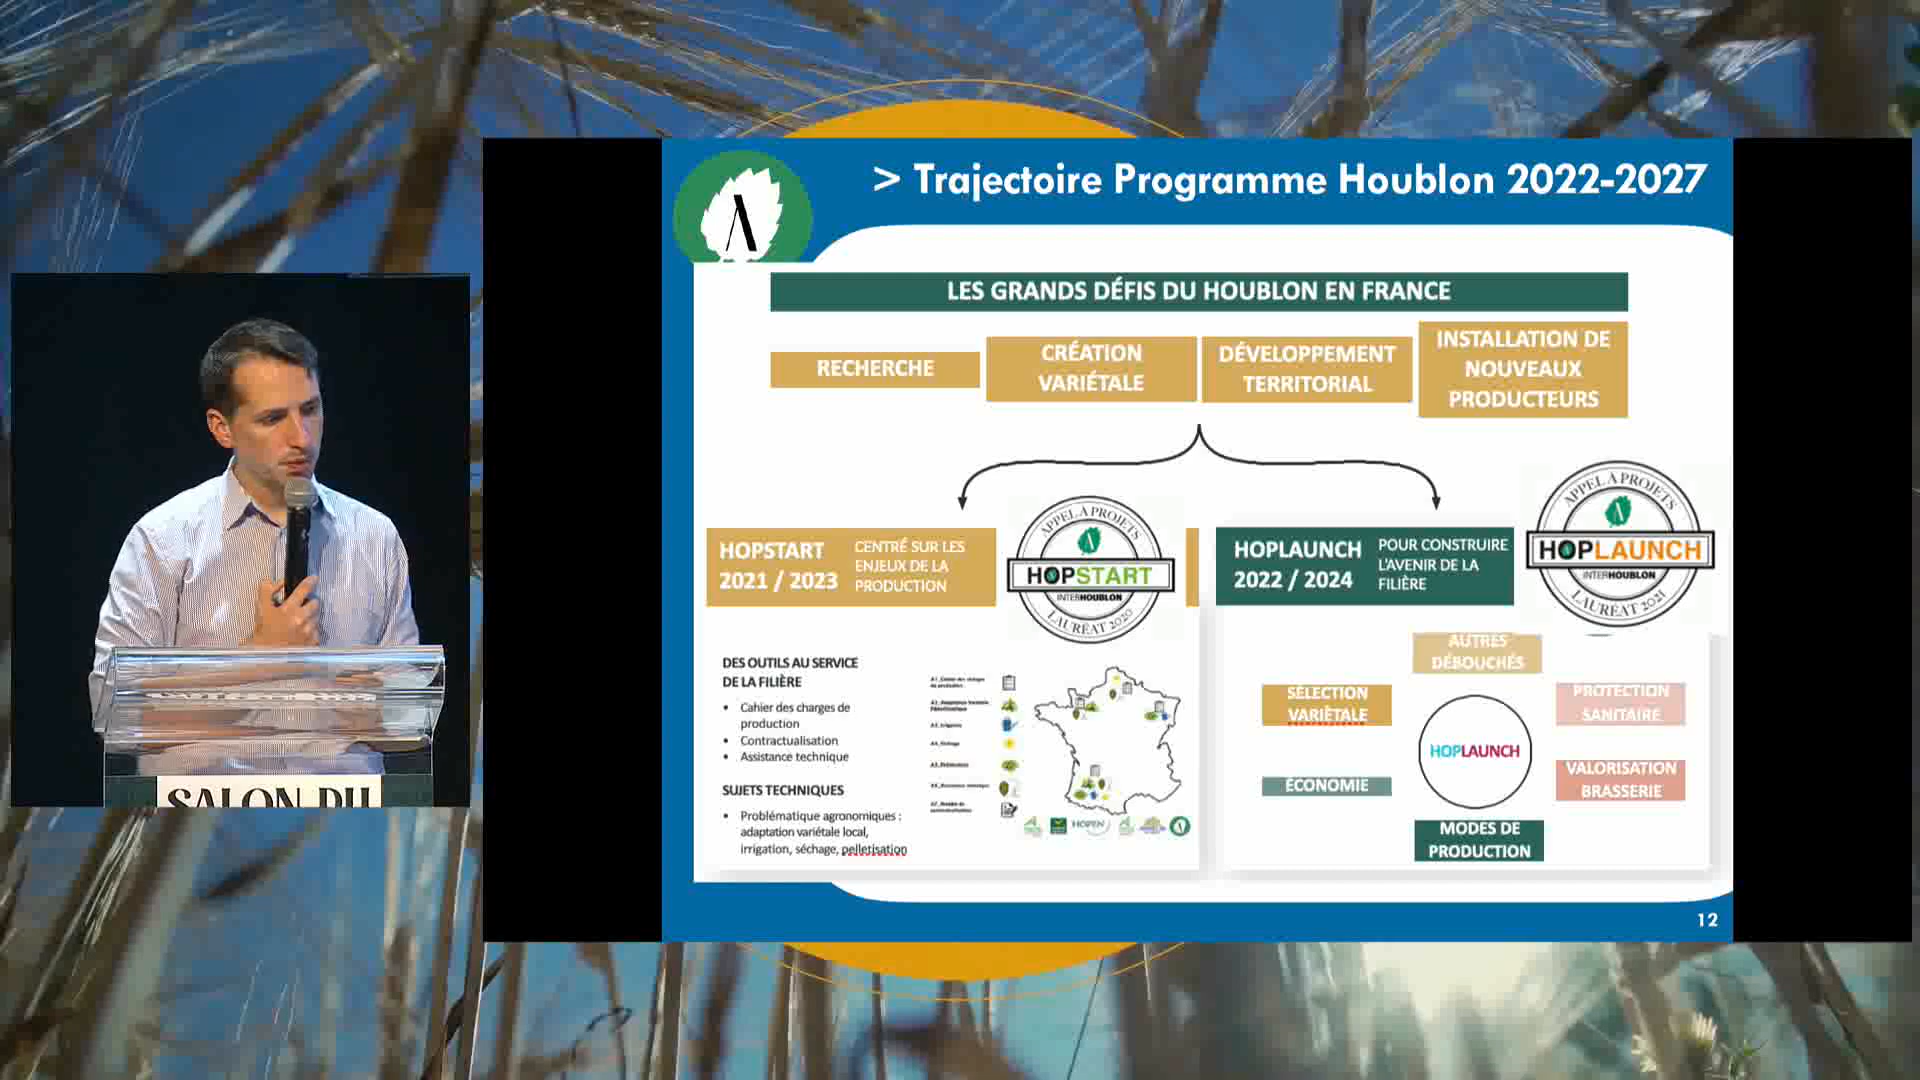 > Trajectoire Programme Houblon 2022-2027
LES GRANDS DÉFIS DU HOUBLON EN FRANCE
RECHERCHE
CRÉATION
VARIÉTALE
DÉVELOPPEMENT
TERRITORIAL
INSTALLATION DE
NOUVEAUX
PRODUCTEURS
HOPSTART
2021 / 2023
CENTRÉ SUR LES
ENJEUX DE LA
PRODUCTION
APPEL À PROJETS
HOPSTART
INTERHOUBLON
LAURÉAT 2020
HOPLAUNCH
2022 / 2024
POUR CONSTRUIRE
L'AVENIR DE LA
FILIÈRE
APPEL À PROJETS
HOPLAUNCH
INTERHOUBLON
LAURÉAT 2021
DES OUTILS AU SERVICE
DE LA FILIÈRE
• Cahier des charges de
production
• Contractualisation
• Assistance technique
SUJETS TECHNIQUES
• Problématique agronomiques :
adaptation variétale local,
irrigation, séchage, pelletisation
HOPEN
AUTRES
DÉBOUCHÉS
SÉLECTION
VARIÈTALE
PROTECTION
SANITAIRE
HOPLAUNCH
ÉCONOMIE
VALORISATION
BRASSERIE
MODES DE
PRODUCTION
12
SALON DU